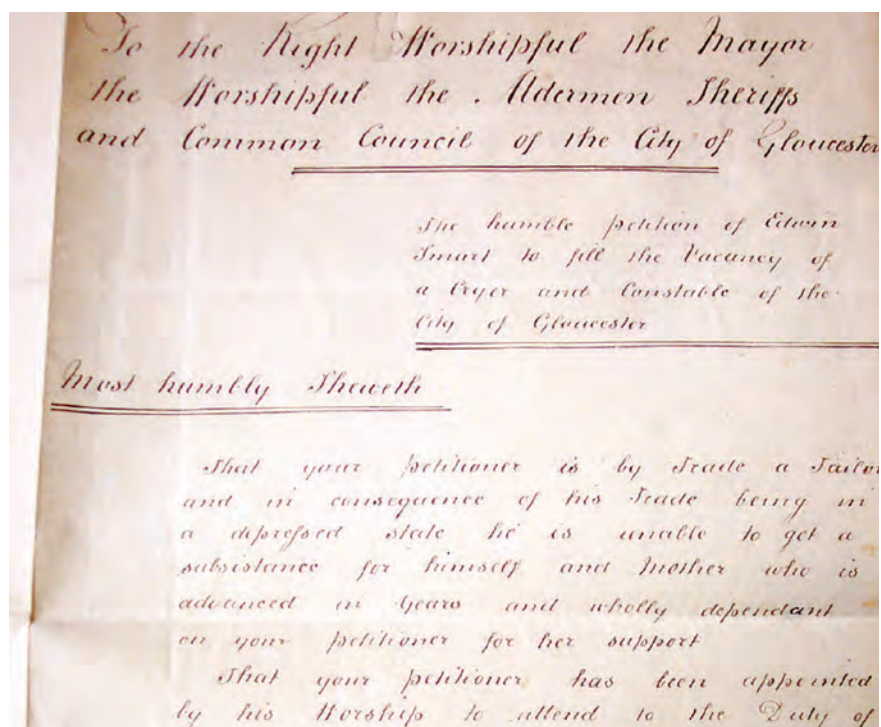 To the Right Worshipful the Mayor
the Worshipful the Aldermen Sheriffs
and Common Council of the City of Gloucester
The humble petition of Edwin
Smart to fill the Vacancy of
a Cryer and Constable of the
City of Gloucester
Most humbly Sheweth
That your petitioner is by Trade a Tailor
and in consequence of his Trade being in
a depressed state he is unable to get a
subsistance for himself and Mother who is
advanced in Years and wholly dependant
on your petitioner for her support
That your petitioner has been appointed
by his Worship to attend to the Duty of